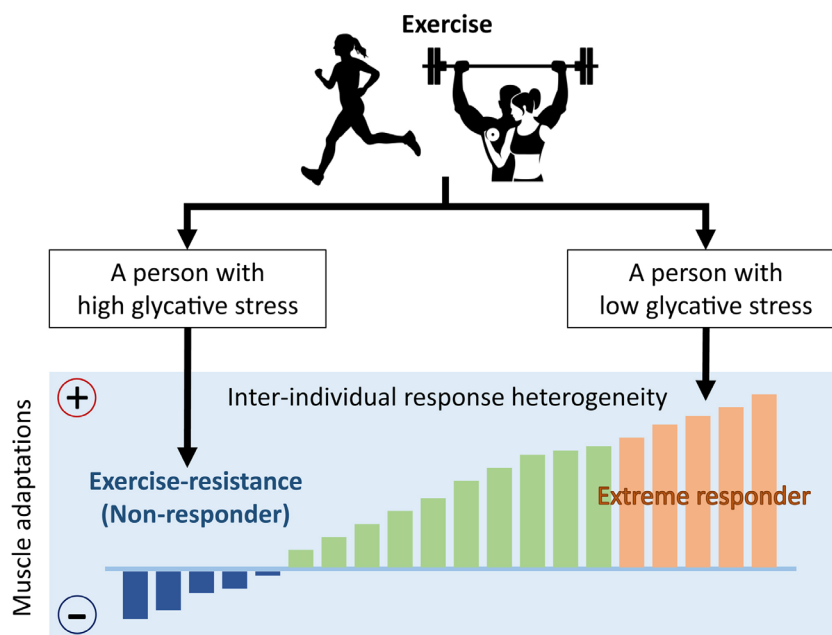 Exercise
A person with
high glycative stress
A person with
low glycative stress
+
Inter-individual response heterogeneity
Muscle adaptations
Exercise-resistance
(Non-responder)
Extreme responder
−